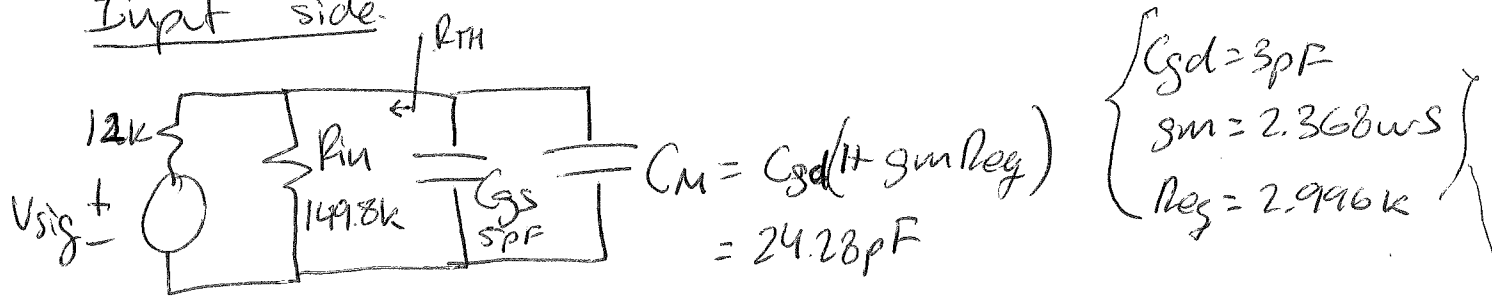 Input side.
RTH
12k
Rin
149.8k
Vsig
+
-
Cgs
5pF
CM = Cgd(1+ gmReq)
= 24.28pF
Cgd = 3pF
gm = 2.368mS
Req = 2.996k